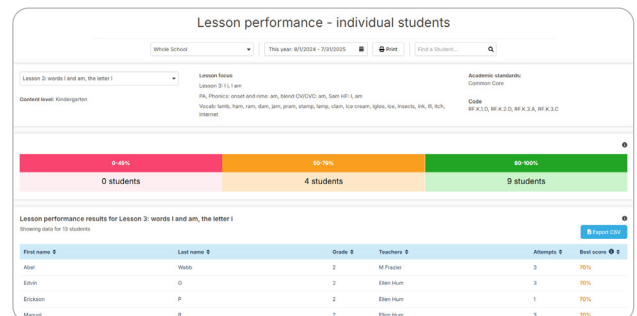 Lesson performance - individual students
Whole School
This year: 8/1/2024 - 7/31/2025
Print
Find a Student...
Lesson 3: words I and am, the letter I
Content level: Kindergarten
Lesson focus
Lesson 3: I i, I am
PA, Phonics: onset and rime: am, blend CV/CVC: am, Sam HF: I, am
Vocab: lamb, ham, ram, dam, jam, pram, stamp, lamp, clam, ice cream, igloo, ice, insects, ink, ill, itch,
internet
Academic standards:
Common Core
Code
RF.K.1.D, RF.K.2.D, RF.K.3.A, RF.K.3.C
0-49% 50-79% 80-100%
0 students 4 students 9 students
Lesson performance results for Lesson 3: words I and am, the letter i
Showing data for 13 students
Export CSV
First name Last name Grade Teachers Attempts Best score
Abel Webb 2 M Frazier 3 70%
Edvin G 2 Ellen Hum 3 70%
Erickson P 2 Ellen Hum 1 70%
Manuel R 2 Ellen Hum 3 70%